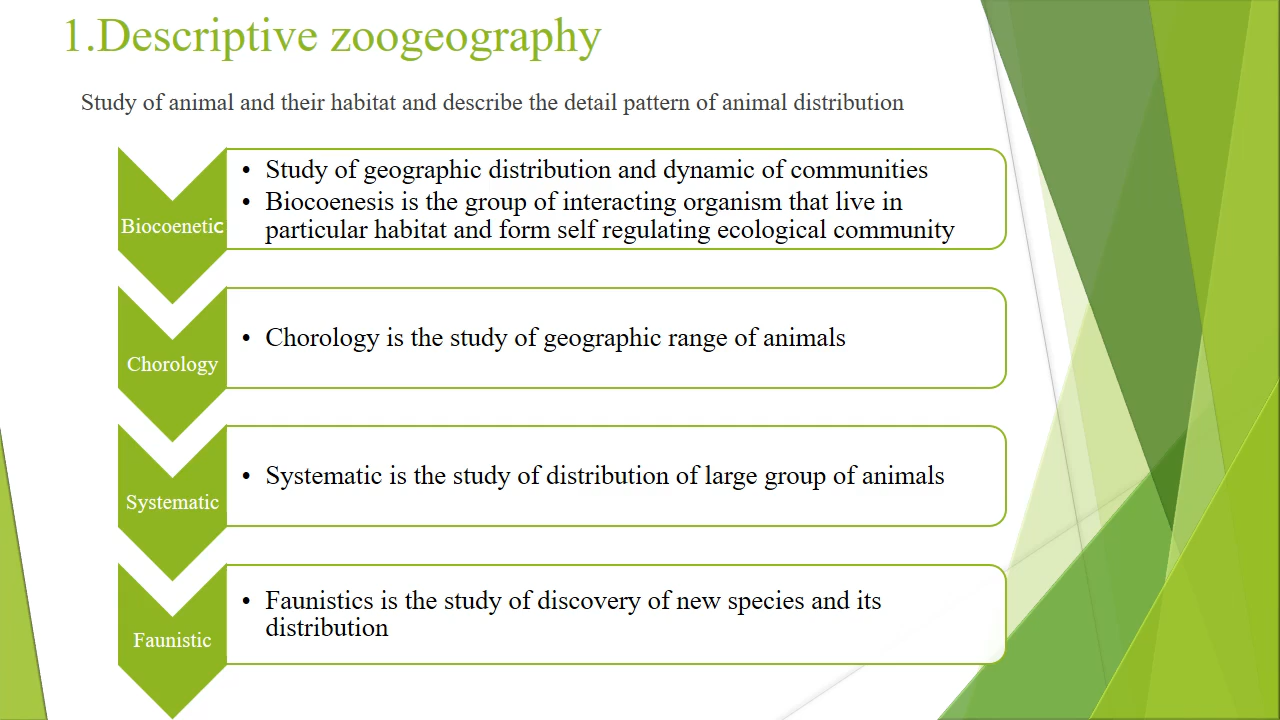 1.Descriptive zoogeography
Study of animal and their habitat and describe the detail pattern of animal distribution
Biocoenetic
• Study of geographic distribution and dynamic of communities
• Biocoenesis is the group of interacting organism that live in
particular habitat and form self regulating ecological community
Chorology
• Chorology is the study of geographic range of animals
Systematic
• Systematic is the study of distribution of large group of animals
Faunistic
• Faunistics is the study of discovery of new species and its
distribution